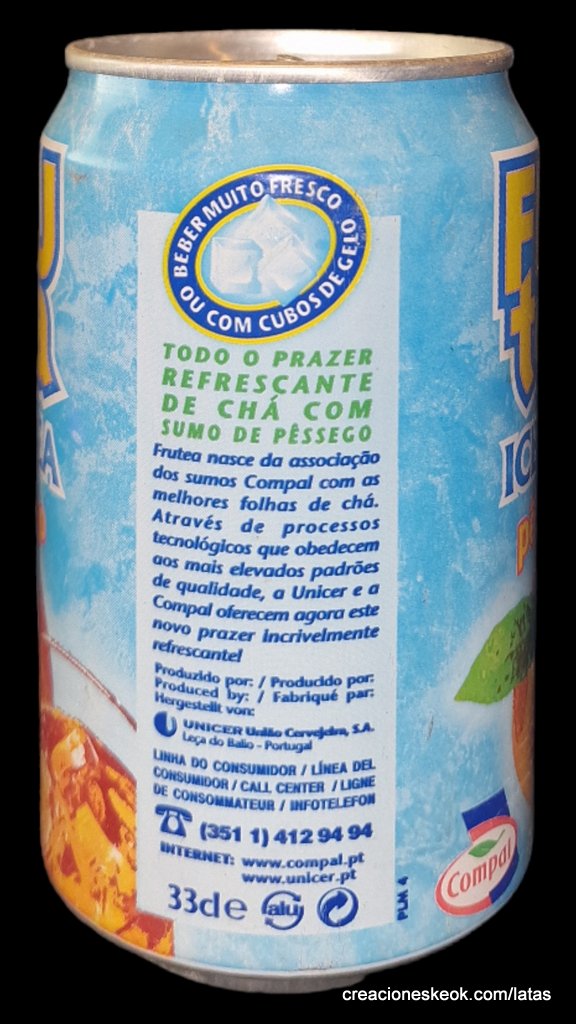 BEBER MUITO FRESCO
OU COM CUBOS DE GELO
TODO O PRAZER
REFRESCANTE
DE CHÁ COM
SUMO DE PÊSSEGO
Frutea nasce da associação
dos sumos Compal com as
melhores folhas de chá.
Através de processos
tecnológicos que obedecem
aos mais elevados padrões
de qualidade, a Unicer e a
Compal oferecem agora este
novo prazer incrivelmente
refrescante!
Produzido por: / Producido por:
Produced by: / Fabriqué par:
Hergestellt von:
UNICER União Cervejeira, S.A.
Leça do Balio - Portugal
LINHA DO CONSUMIDOR / LÍNEA DEL
CONSUMIDOR / CALL CENTER / LIGNE
DE CONSOMMATEUR / INFOTELEFON
(351 1) 412 94 94
INTERNET: www.compal.pt
www.unicer.pt
33cl e alu
PLM 4
Compal
creacioneskeok.com/latas